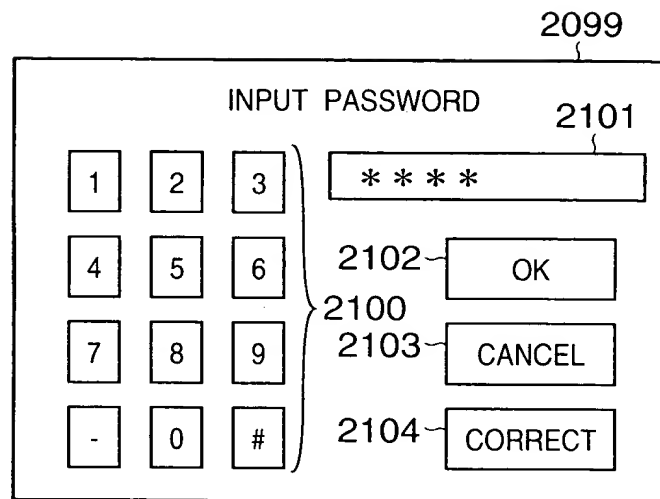 2099
INPUT PASSWORD
2101
1 2 3
****
4 5 6
2102
OK
2100
7 8 9
2103
CANCEL
- 0 #
2104
CORRECT